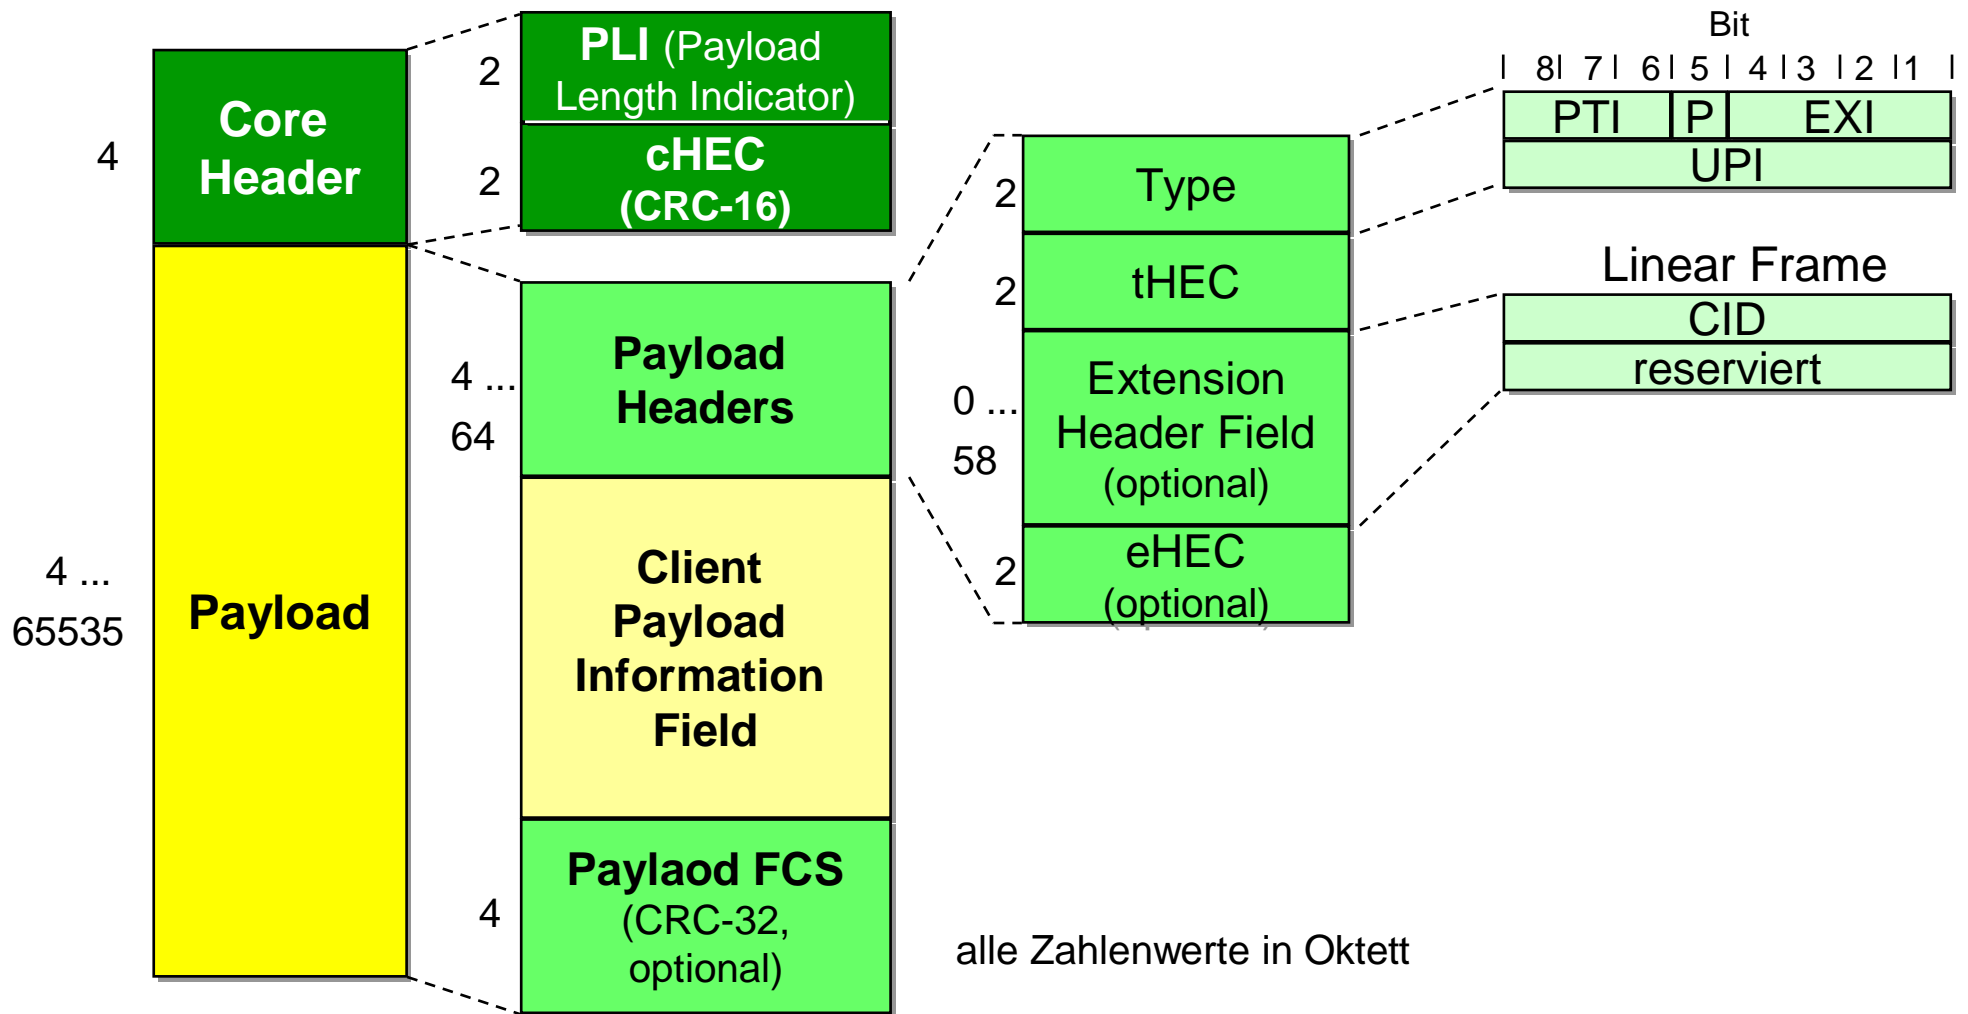 4
Core
Header
4 ...
65535
Payload
2
PLI (Payload
Length Indicator)
2
cHEC
(CRC-16)
4 ...
64
Payload
Headers
Client
Payload
Information
Field
4
Paylaod FCS
(CRC-32,
optional)
2
Type
2
tHEC
0 ...
58
Extension
Header Field
(optional)
2
eHEC
(optional)
Bit
8 7 6 5 4 3 2 1
PTI P EXI
UPI
Linear Frame
CID
reserviert
alle Zahlenwerte in Oktett